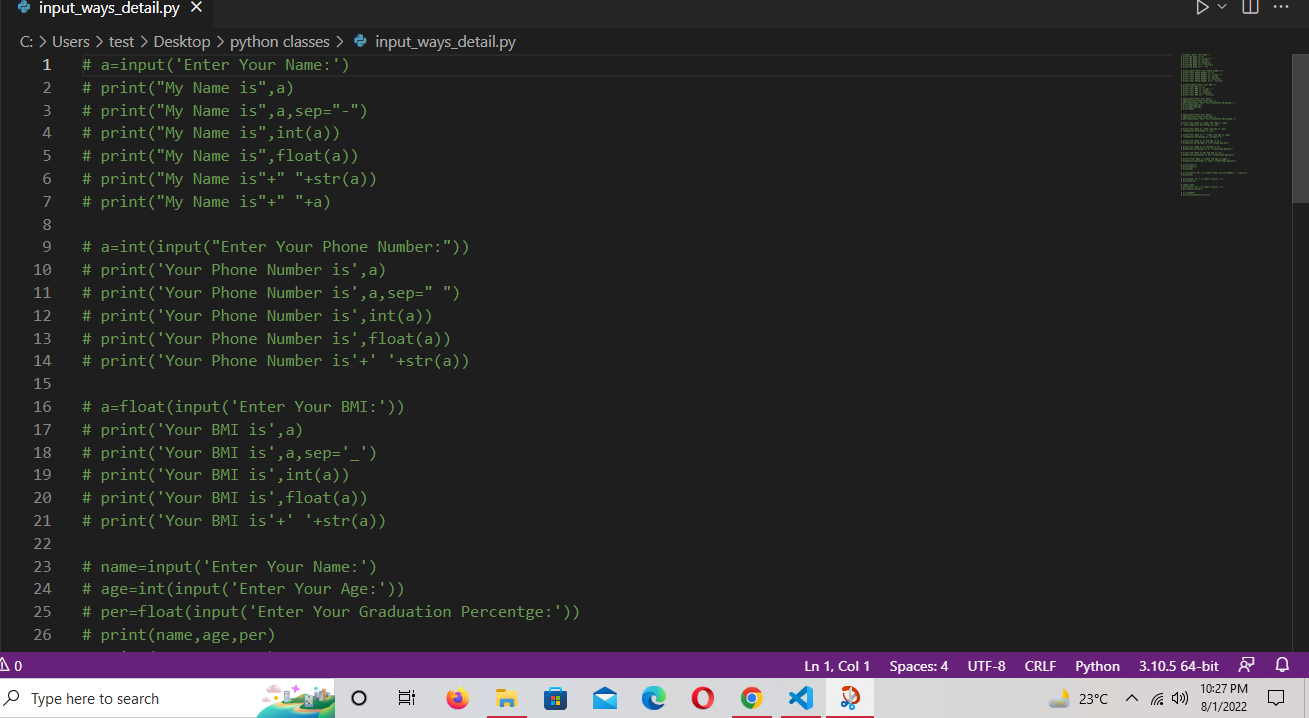 input_ways_detail.py
C: > Users > test > Desktop > python classes > input_ways_detail.py
1 # a=input('Enter Your Name:')
2 # print("My Name is",a)
3 # print("My Name is",a,sep="-")
4 # print("My Name is",int(a))
5 # print("My Name is",float(a))
6 # print("My Name is"+" "+str(a))
7 # print("My Name is"+" "+a)
8
9 # a=int(input("Enter Your Phone Number:"))
10 # print('Your Phone Number is',a)
11 # print('Your Phone Number is',a,sep=" ")
12 # print('Your Phone Number is',int(a))
13 # print('Your Phone Number is',float(a))
14 # print('Your Phone Number is'+' '+str(a))
15
16 # a=float(input('Enter Your BMI:'))
17 # print('Your BMI is',a)
18 # print('Your BMI is',a,sep='_')
19 # print('Your BMI is',int(a))
20 # print('Your BMI is',float(a))
21 # print('Your BMI is'+' '+str(a))
22
23 # name=input('Enter Your Name:')
24 # age=int(input('Enter Your Age:'))
25 # per=float(input('Enter Your Graduation Percentge:'))
26 # print(name,age,per)
0 Ln 1, Col 1 Spaces: 4 UTF-8 CRLF Python 3.10.5 64-bit
Type here to search 23°C 10:27 PM
8/1/2022